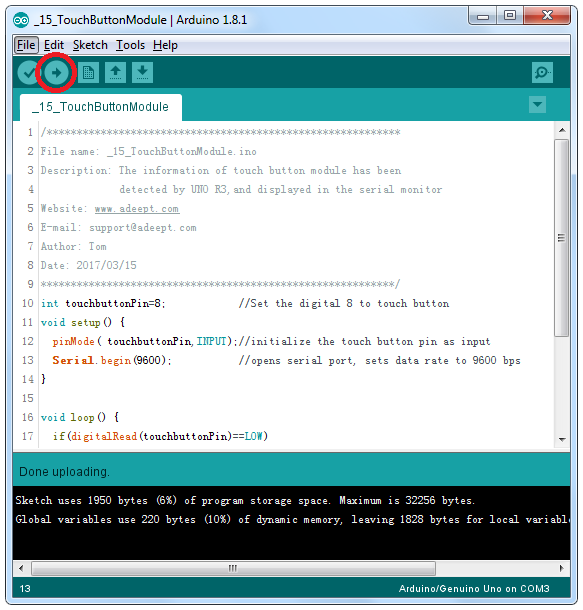 _15_TouchButtonModule | Arduino 1.8.1
File Edit Sketch Tools Help
_15_TouchButtonModule
1 /***********************************************************
2 File name: _15_TouchButtonModule.ino
3 Description: The information of touch button module has been
4 detected by UNO R3,and displayed in the serial monitor
5 Website: www.adeept.com
6 E-mail: support@adeept.com
7 Author: Tom
8 Date: 2017/03/15
9 ***********************************************************/
10 int touchbuttonPin=8; //Set the digital 8 to touch button
11 void setup() {
12 pinMode( touchbuttonPin,INPUT);//initialize the touch button pin as input
13 Serial.begin(9600); //opens serial port, sets data rate to 9600 bps
14 }
15
16 void loop() {
17 if(digitalRead(touchbuttonPin)==LOW)
Done uploading.
Sketch uses 1950 bytes (6%) of program storage space. Maximum is 32256 bytes.
Global variables use 220 bytes (10%) of dynamic memory, leaving 1828 bytes for local variabl
13 Arduino/Genuino Uno on COM3